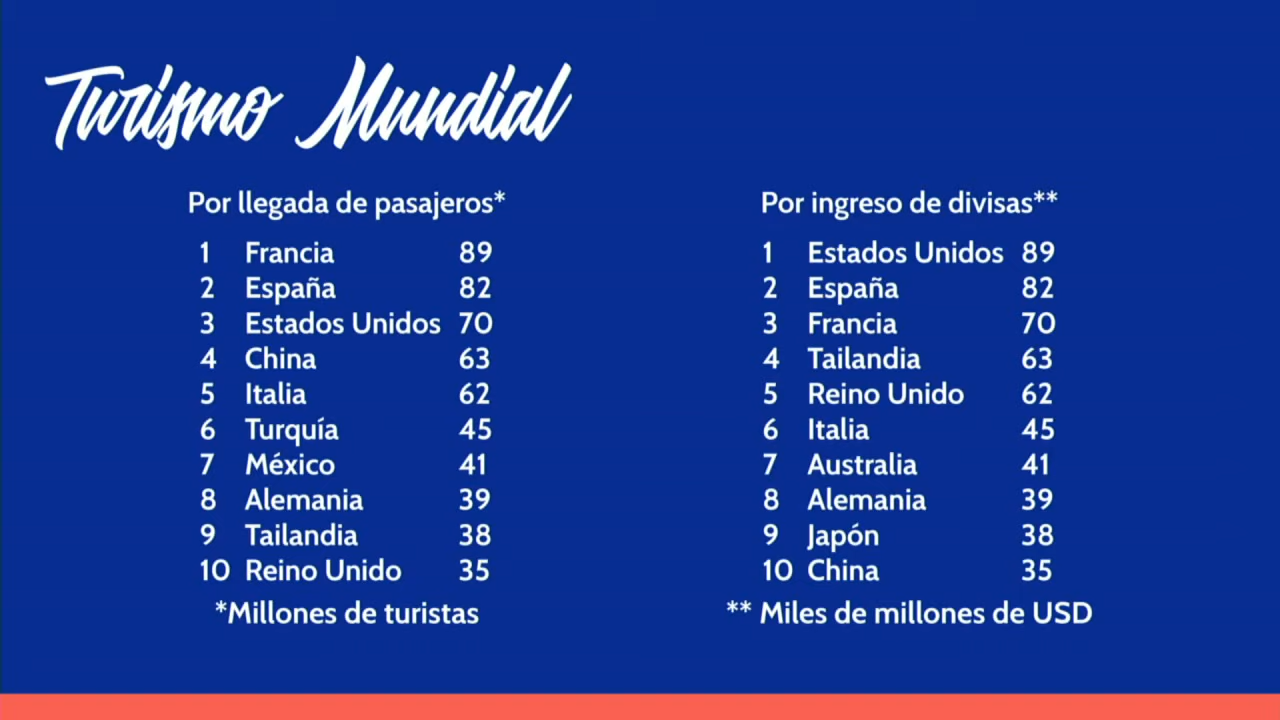 Turismo Mundial
Por llegada de pasajeros*
1 Francia 89
2 España 82
3 Estados Unidos 70
4 China 63
5 Italia 62
6 Turquía 45
7 México 41
8 Alemania 39
9 Tailandia 38
10 Reino Unido 35
*Millones de turistas
Por ingreso de divisas**
1 Estados Unidos 89
2 España 82
3 Francia 70
4 Tailandia 63
5 Reino Unido 62
6 Italia 45
7 Australia 41
8 Alemania 39
9 Japón 38
10 China 35
** Miles de millones de USD